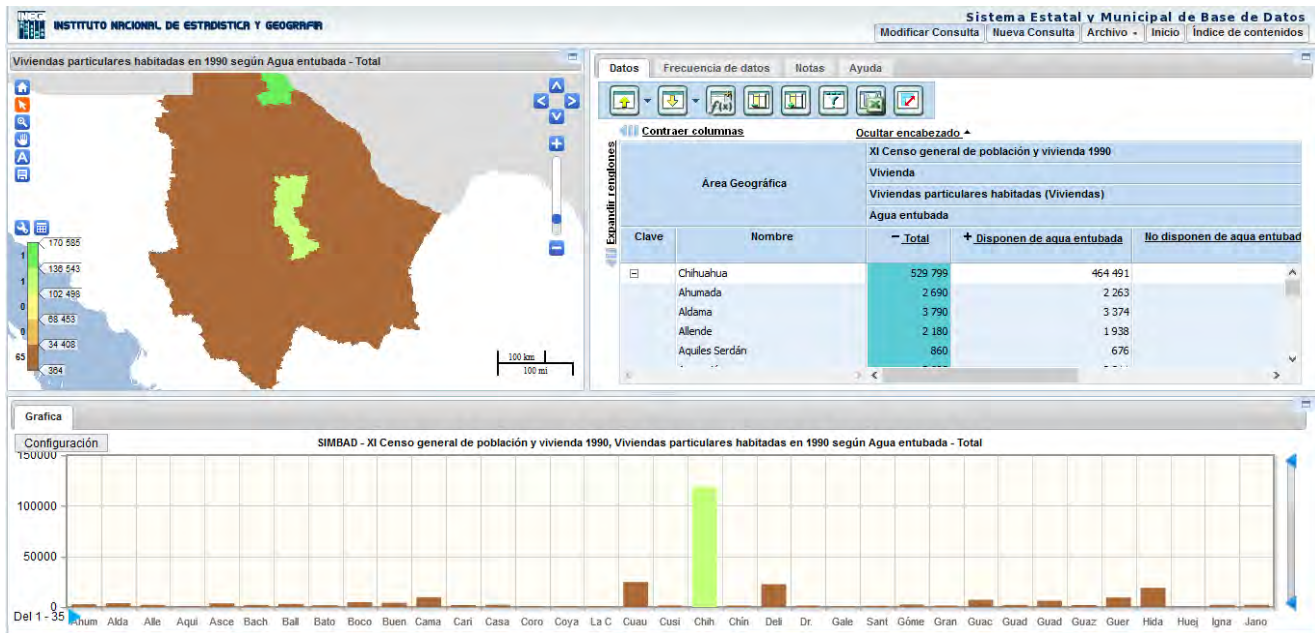 INEGI INSTITUTO NACIONAL DE ESTADISTICA Y GEOGRAFIA
Sistema Estatal y Municipal de Base de Datos
Modificar Consulta Nueva Consulta Archivo Inicio Índice de contenidos
Viviendas particulares habitadas en 1990 según Agua entubada - Total
170 585
1
136 543
1
102 498
0
68 453
0
34 408
65
364
100 km
100 mi
Datos Frecuencia de datos Notas Ayuda
f(x)
Contraer columnas Ocultar encabezado
Expandir renglones
Área Geográfica
XI Censo general de población y vivienda 1990
Vivienda
Viviendas particulares habitadas (Viviendas)
Agua entubada
Clave Nombre − Total + Disponen de agua entubada No disponen de agua entubad
Chihuahua 529 799 464 491
Ahumada 2 690 2 263
Aldama 3 790 3 374
Allende 2 180 1 938
Aquiles Serdán 860 676
Grafica
Configuración
SIMBAD - XI Censo general de población y vivienda 1990, Viviendas particulares habitadas en 1990 según Agua entubada - Total
150000
100000
50000
0
Del 1 - 35
Ahum Alda Alle Aqui Asce Bach Ball Bato Boco Buen Cama Cari Casa Coro Coya La C Cuau Cusi Chih Chín Deli Dr. Gale Sant Góme Gran Guac Guad Guad Guaz Guer Hida Huej Igna Jano